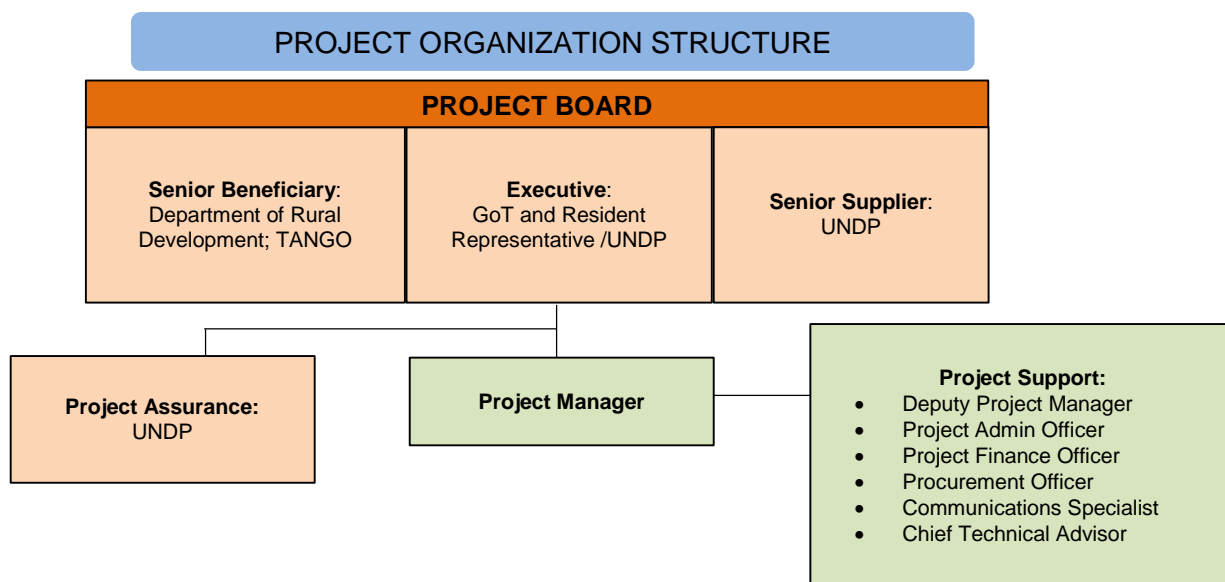 PROJECT ORGANIZATION STRUCTURE
PROJECT BOARD
Senior Beneficiary:
Department of Rural
Development; TANGO
Executive:
GoT and Resident
Representative /UNDP
Senior Supplier:
UNDP
Project Assurance:
UNDP
Project Manager
Project Support:
• Deputy Project Manager
• Project Admin Officer
• Project Finance Officer
• Procurement Officer
• Communications Specialist
• Chief Technical Advisor